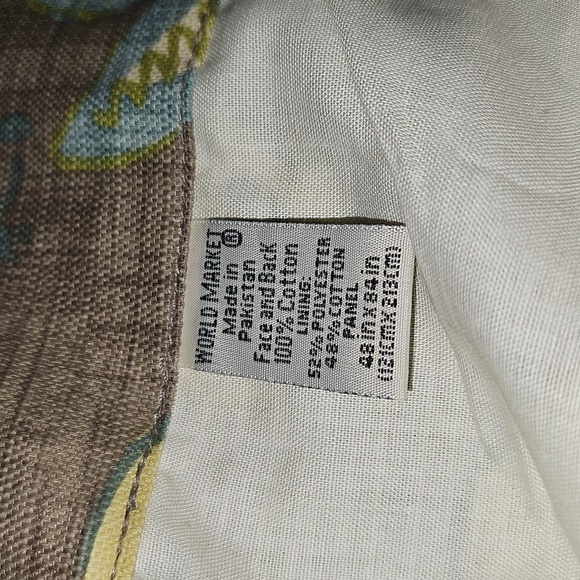 WORLD MARKET
®
Made in
Pakistan
Face and Back
100% Cotton
LINING:
52% POLYESTER
48% COTTON
PANEL
48 in X 84 in
(121cm X 213cm)